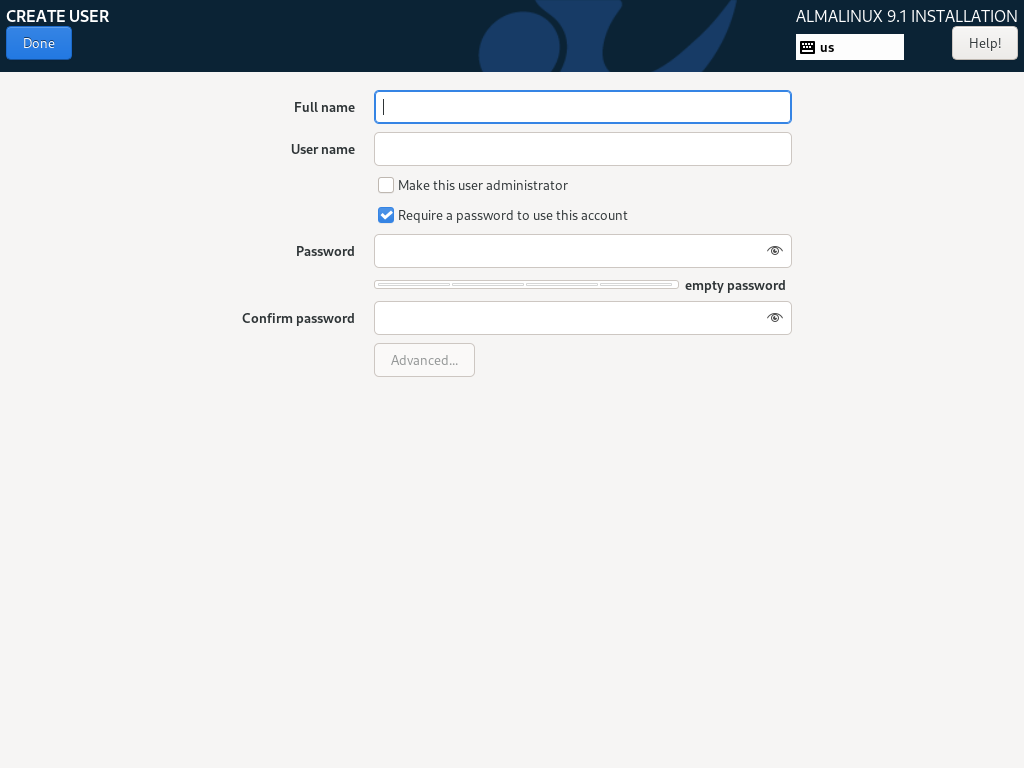 CREATE USER
ALMALINUX 9.1 INSTALLATION
Done
us
Help!
Full name
User name
Make this user administrator
Require a password to use this account
Password
empty password
Confirm password
Advanced...